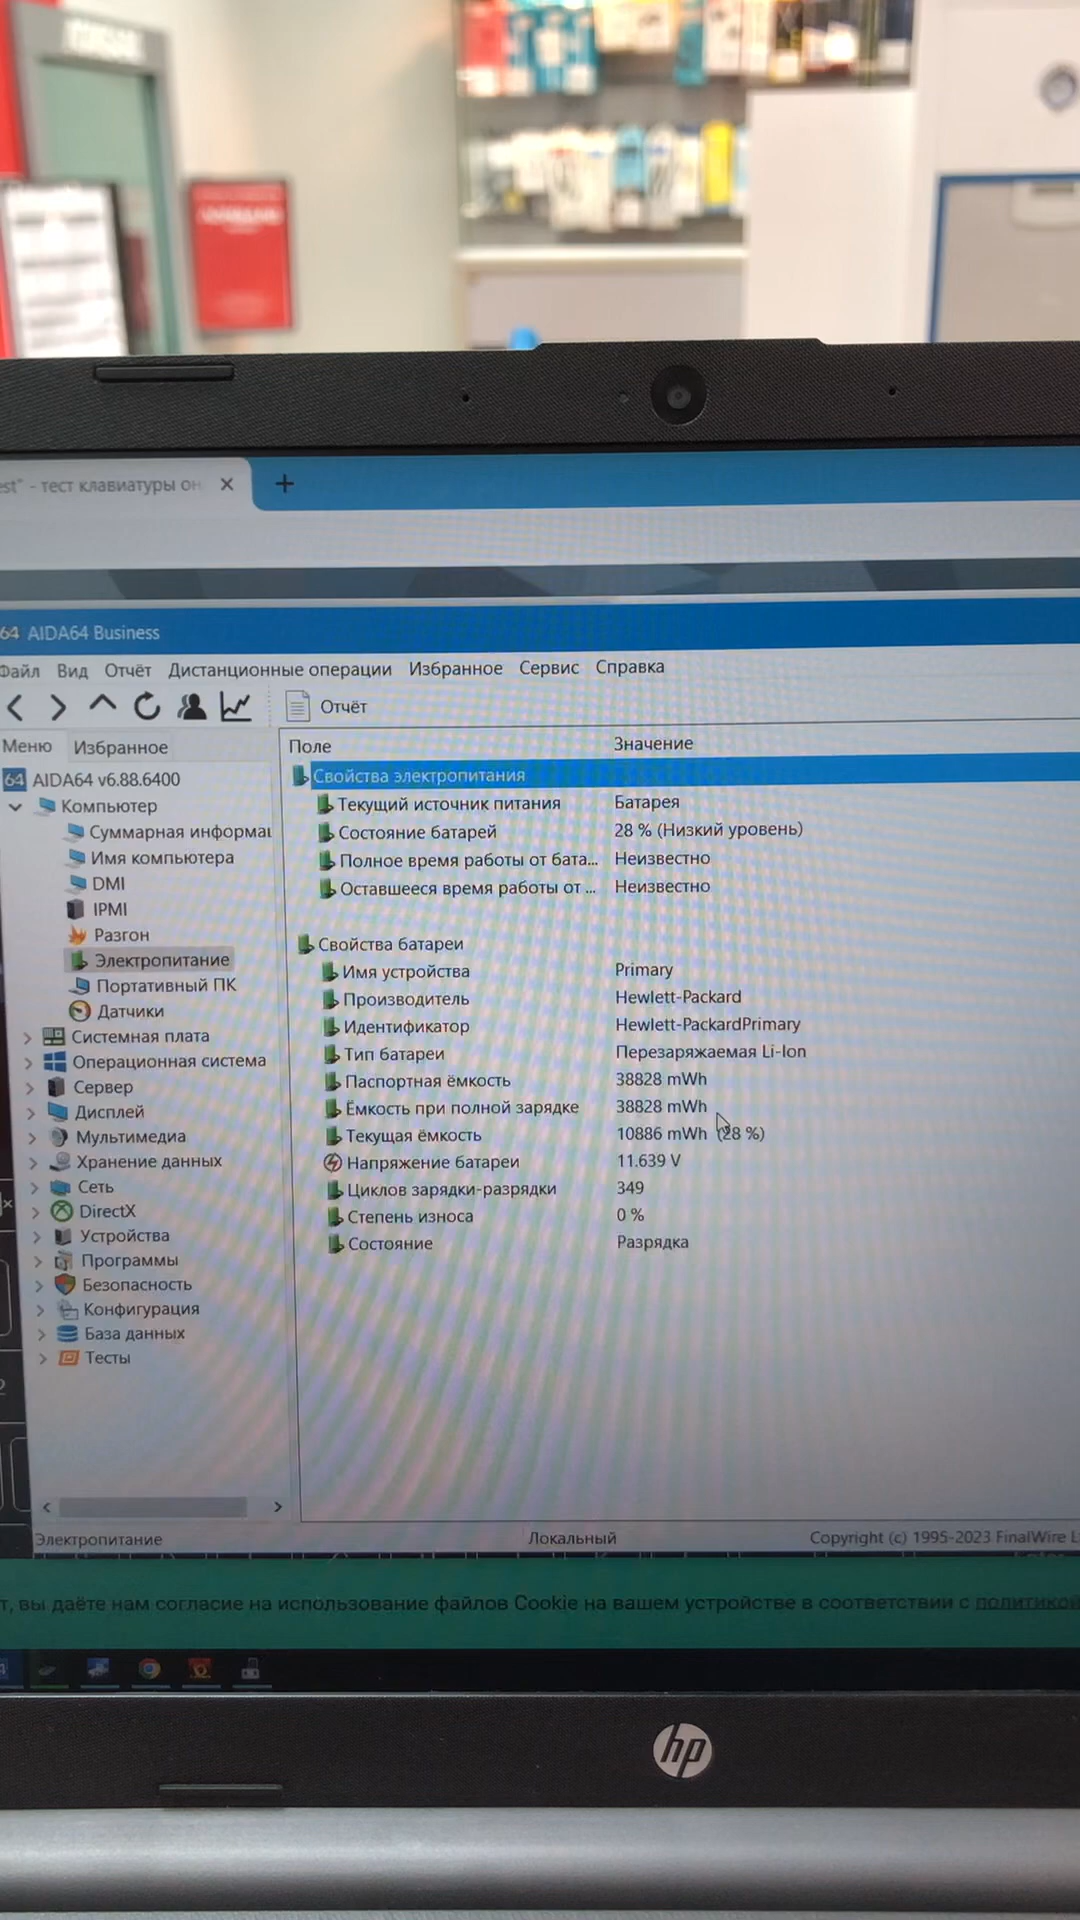 est" - тест клавиатуры он
64 AIDA64 Business
Файл Вид Отчёт Дистанционные операции Избранное Сервис Справка
Отчёт
Меню Избранное
Поле Значение
64 AIDA64 v6.88.6400
Компьютер
Суммарная информац
Имя компьютера
DMI
IPMI
Разгон
Электропитание
Портативный ПК
Датчики
Системная плата
Операционная система
Сервер
Дисплей
Мультимедиа
Хранение данных
Сеть
DirectX
Устройства
Программы
Безопасность
Конфигурация
База данных
Тесты
Свойства электропитания
Текущий источник питания Батарея
Состояние батарей 28 % (Низкий уровень)
Полное время работы от бата... Неизвестно
Оставшееся время работы от ... Неизвестно
Свойства батареи
Имя устройства Primary
Производитель Hewlett-Packard
Идентификатор Hewlett-PackardPrimary
Тип батареи Перезаряжаемая Li-Ion
Паспортная ёмкость 38828 mWh
Ёмкость при полной зарядке 38828 mWh
Текущая ёмкость 10886 mWh (28 %)
Напряжение батареи 11.639 V
Циклов зарядки-разрядки 349
Степень износа 0 %
Состояние Разрядка
Электропитание Локальный Copyright (c) 1995-2023 FinalWire L
т, вы даёте нам согласие на использование файлов Cookie на вашем устройстве в соответствии с политикой
hp